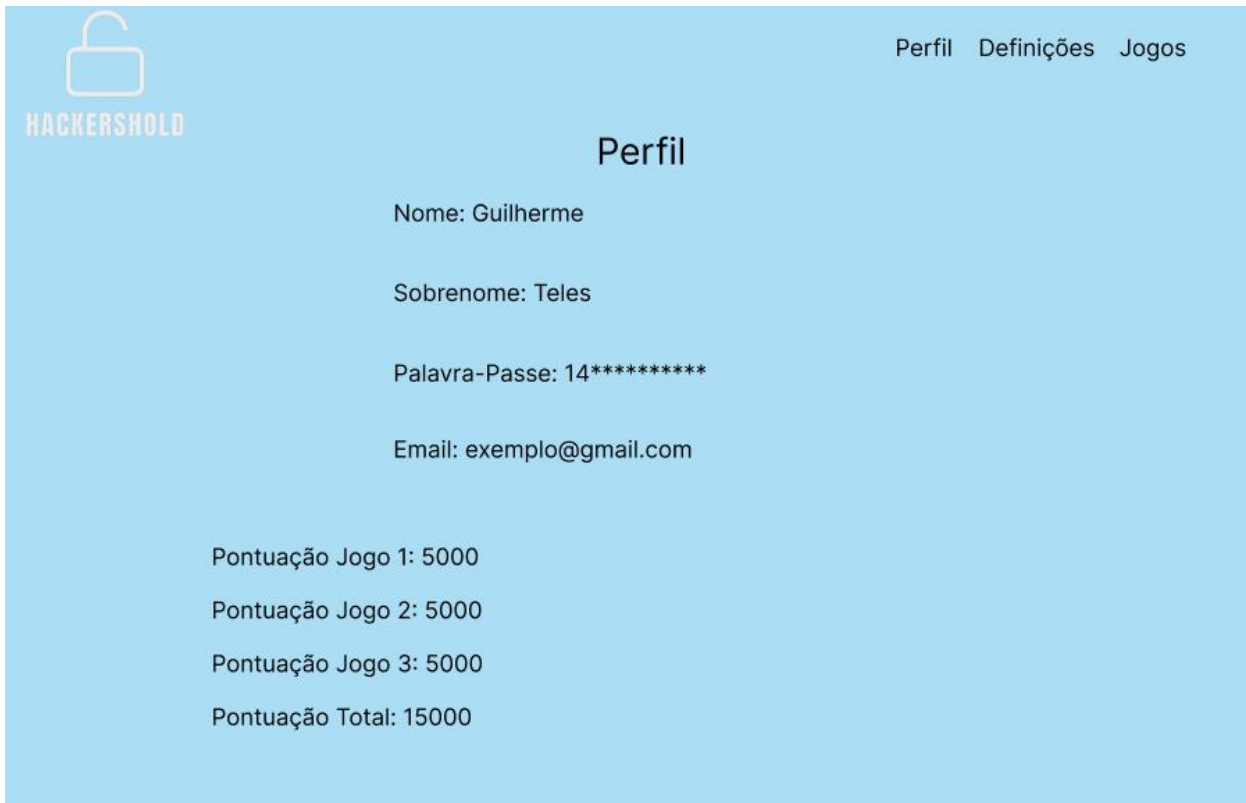 HACKERSHOLD
Perfil Definições Jogos
Perfil
Nome: Guilherme
Sobrenome: Teles
Palavra-Passe: 14**********
Email: exemplo@gmail.com
Pontuação Jogo 1: 5000
Pontuação Jogo 2: 5000
Pontuação Jogo 3: 5000
Pontuação Total: 15000